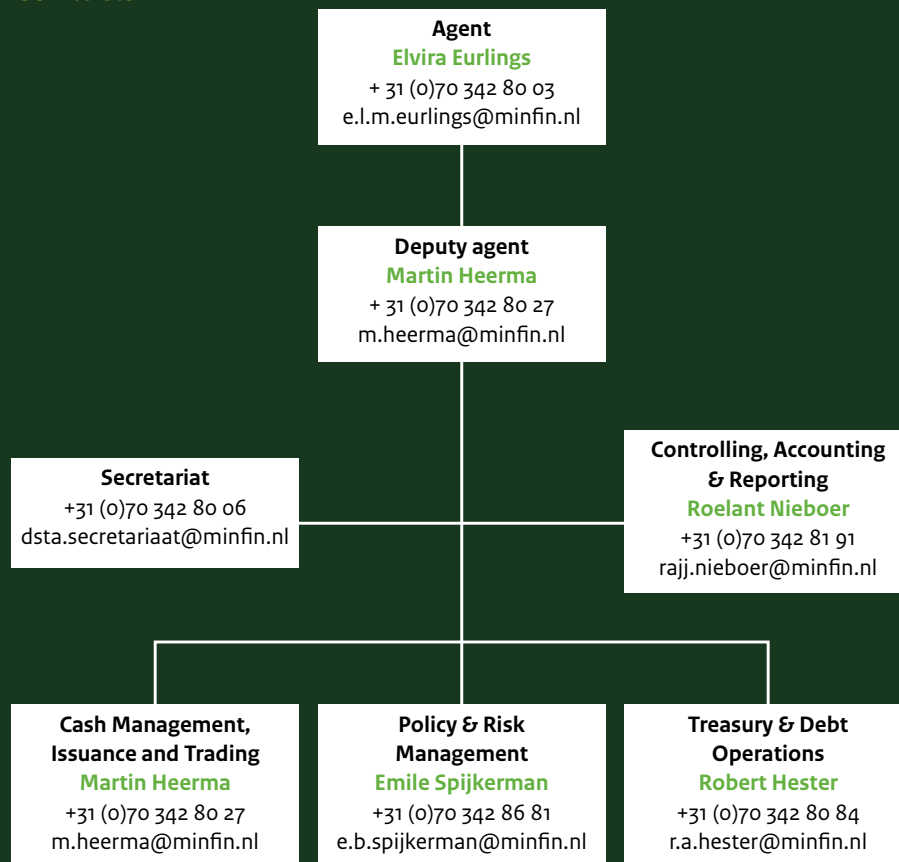 Agent
Elvira Eurlings
+ 31 (0)70 342 80 03
e.l.m.eurlings@minfin.nl
Deputy agent
Martin Heerma
+ 31 (0)70 342 80 27
m.heerma@minfin.nl
Secretariat
+31 (0)70 342 80 06
dsta.secretariaat@minfin.nl
Controlling, Accounting
& Reporting
Roelant Nieboer
+31 (0)70 342 81 91
rajj.nieboer@minfin.nl
Cash Management,
Issuance and Trading
Martin Heerma
+31 (0)70 342 80 27
m.heerma@minfin.nl
Policy & Risk
Management
Emile Spijkerman
+31 (0)70 342 86 81
e.b.spijkerman@minfin.nl
Treasury & Debt
Operations
Robert Hester
+31 (0)70 342 80 84
r.a.hester@minfin.nl